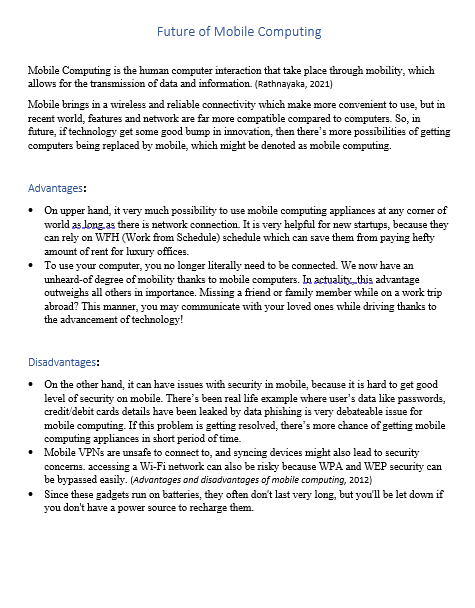 Future of Mobile Computing
Mobile Computing is the human computer interaction that take place through mobility, which
allows for the transmission of data and information. (Rathnayaka, 2021)
Mobile brings in a wireless and reliable connectivity which make more convenient to use, but in
recent world, features and network are far more compatible compared to computers. So, in
future, if technology get some good bump in innovation, then there’s more possibilities of getting
computers being replaced by mobile, which might be denoted as mobile computing.
Advantages:
• On upper hand, it very much possibility to use mobile computing appliances at any corner of
world as long as there is network connection. It is very helpful for new startups, because they
can rely on WFH (Work from Schedule) schedule which can save them from paying hefty
amount of rent for luxury offices.
• To use your computer, you no longer literally need to be connected. We now have an
unheard-of degree of mobility thanks to mobile computers. In actuality, this advantage
outweighs all others in importance. Missing a friend or family member while on a work trip
abroad? This manner, you may communicate with your loved ones while driving thanks to
the advancement of technology!
Disadvantages:
• On the other hand, it can have issues with security in mobile, because it is hard to get good
level of security on mobile. There’s been real life example where user’s data like passwords,
credit/debit cards details have been leaked by data phishing is very debateable issue for
mobile computing. If this problem is getting resolved, there’s more chance of getting mobile
computing appliances in short period of time.
• Mobile VPNs are unsafe to connect to, and syncing devices might also lead to security
concerns. accessing a Wi-Fi network can also be risky because WPA and WEP security can
be bypassed easily. (Advantages and disadvantages of mobile computing, 2012)
• Since these gadgets run on batteries, they often don't last very long, but you'll be let down if
you don't have a power source to recharge them.